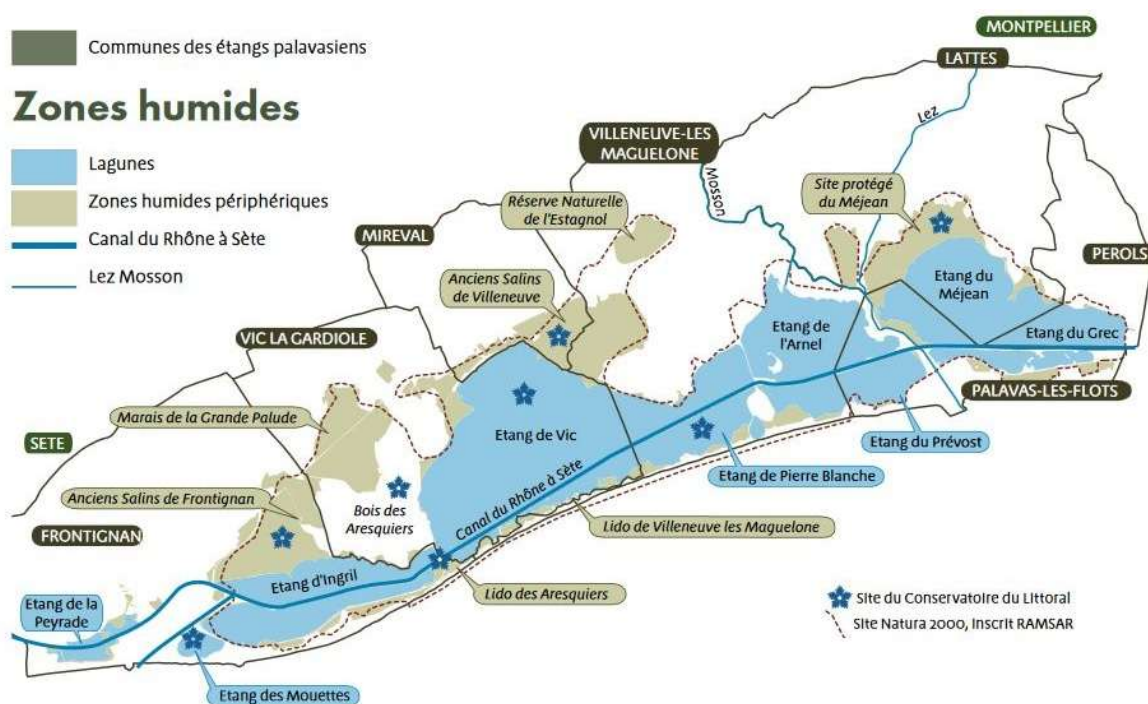 Communes des étangs palavasiens
Zones humides
Lagunes
Zones humides périphériques
Canal du Rhône à Sète
Lez Mosson
MONTPELLIER
LATTES
Lez
VILLENEUVE-LES
MAGUELONE
Mosson
Site protégé
du Méjean
Réserve Naturelle
de l'Estagnol
MIREVAL
PEROLS
Etang du
Méjean
Anciens Salins
de Villeneuve
Etang de
l'Arnel
Etang du Grec
VIC LA GARDIOLE
PALAVAS-LES-FLOTS
Marais de la Grande Palude
Etang de Vic
Etang du Prévost
SETE
Etang de Pierre Blanche
Canal du Rhône à Sète
Anciens Salins de Frontignan
Bois des
Aresquiers
Lido de Villeneuve les Maguelone
FRONTIGNAN
Etang d'Ingril
Lido des Aresquiers
Etang de la
Peyrade
Site du Conservatoire du Littoral
Site Natura 2000, Inscrit RAMSAR
Etang des Mouettes